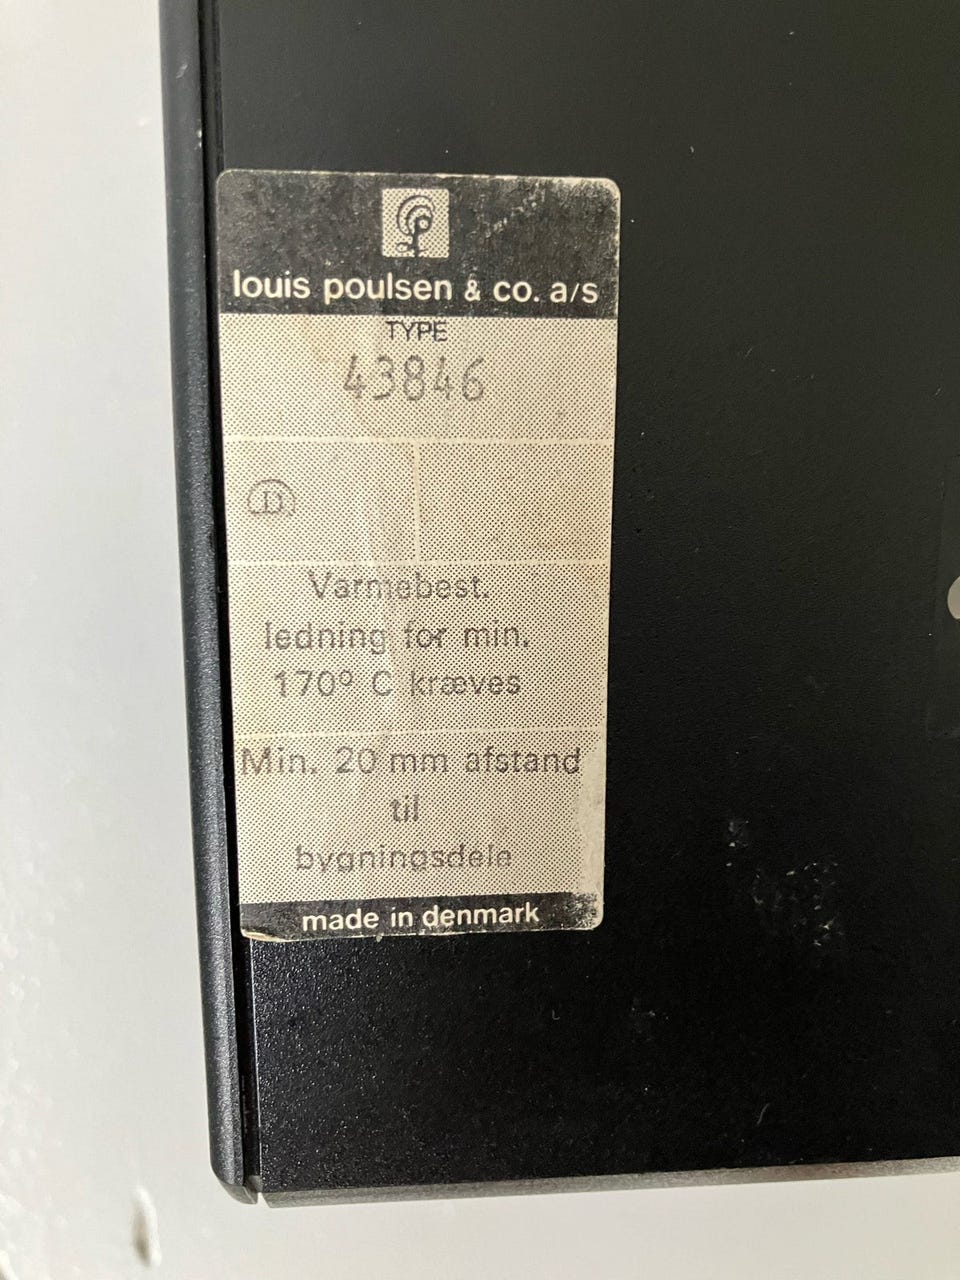 louis poulsen & co. a/s
TYPE
43846
D
Varmebest.
ledning for min.
170° C kræves
Min. 20 mm afstand
til
bygningsdele
made in denmark